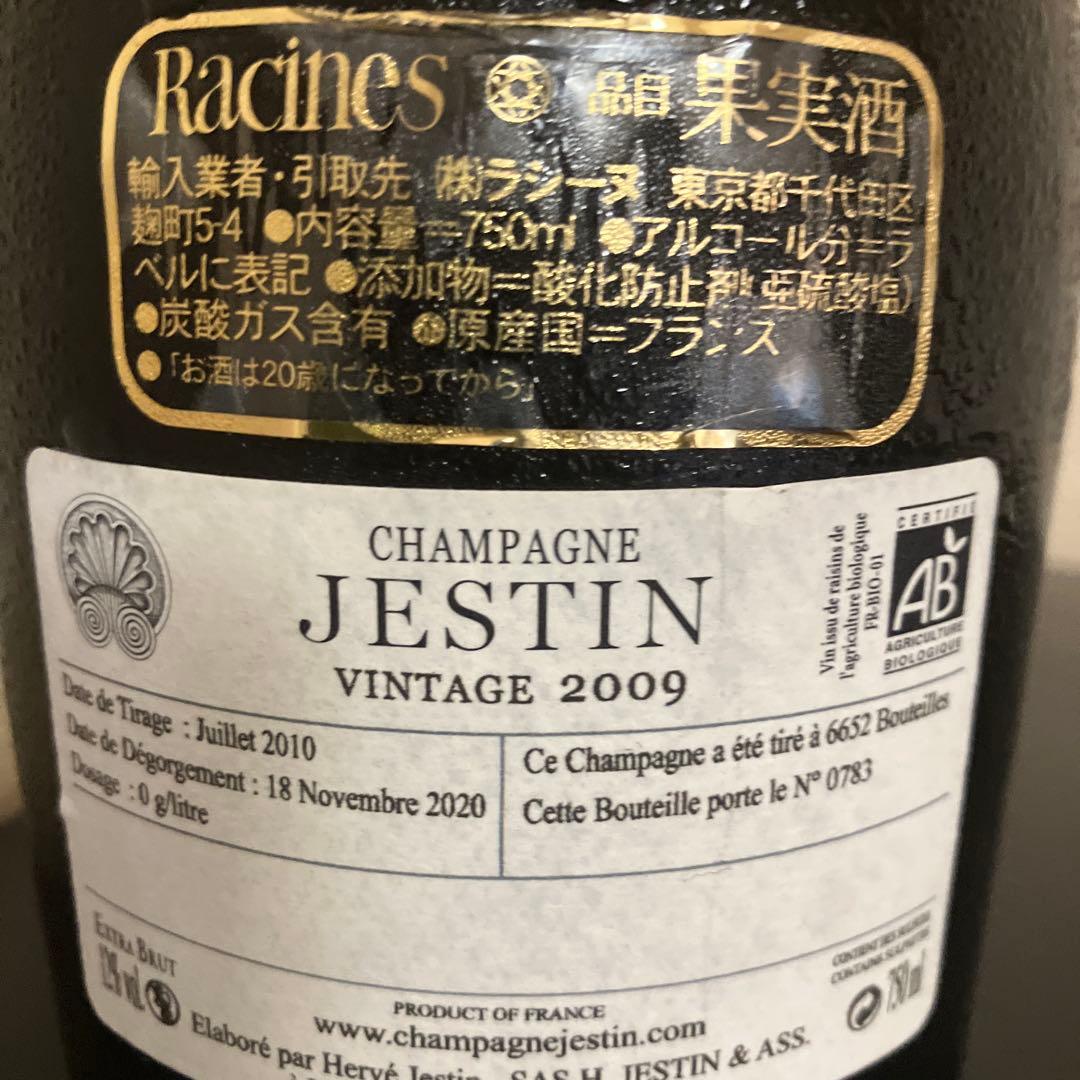 Racines 品目 果実酒
輸入業者・引取先 ㈱ラシーヌ 東京都千代田区
麹町5-4 ●内容量=750ml ●アルコール分=ラ
ベルに表記 ●添加物=酸化防止剤(亜硫酸塩)
●炭酸ガス含有 ●原産国=フランス
●「お酒は20歳になってから」
CHAMPAGNE
JESTIN
VINTAGE 2009
Vin issu de raisins de
l'agriculture biologique
FR-BIO-01
CERTIFIÉ
AB
AGRICULTURE
BIOLOGIQUE
Date de Tirage : Juillet 2010
Date de Dégorgement : 18 Novembre 2020
Dosage : 0 g/litre
Ce Champagne a été tiré à 6652 Bouteilles
Cette Bouteille porte le N° 0783
EXTRA BRUT
12% vol.
CONTAINS SULPHITES
750 ml
PRODUCT OF FRANCE
www.champagnejestin.com
Elaboré par Hervé Jestin SAS H. JESTIN & ASS.